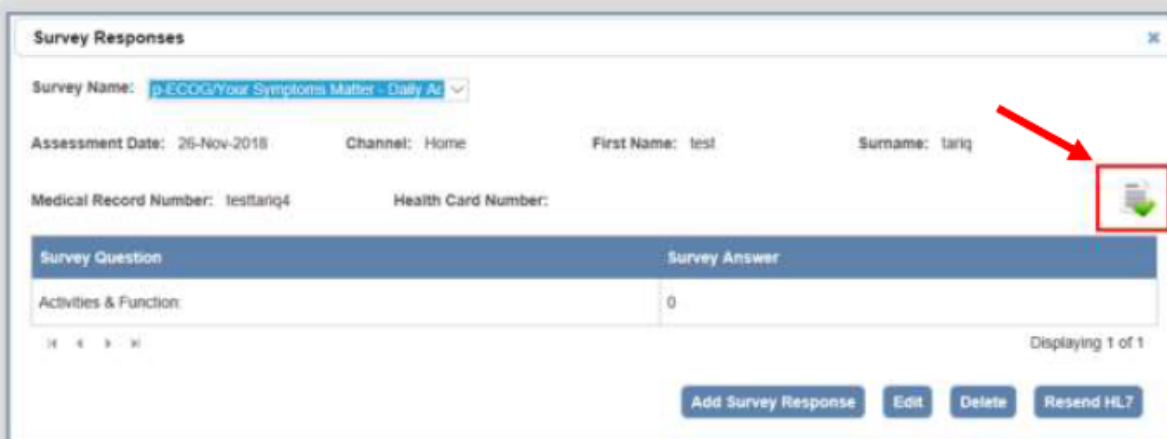 Survey Responses
Survey Name: p-ECOG/Your Symptoms Matter - Daily Ac
Assessment Date: 26-Nov-2018 Channel: Home First Name: test Surname: tariq
Medical Record Number: testtariq4 Health Card Number:
Survey Question Survey Answer
Activities & Function: 0
Displaying 1 of 1
Add Survey Response Edit Delete Resend HL7